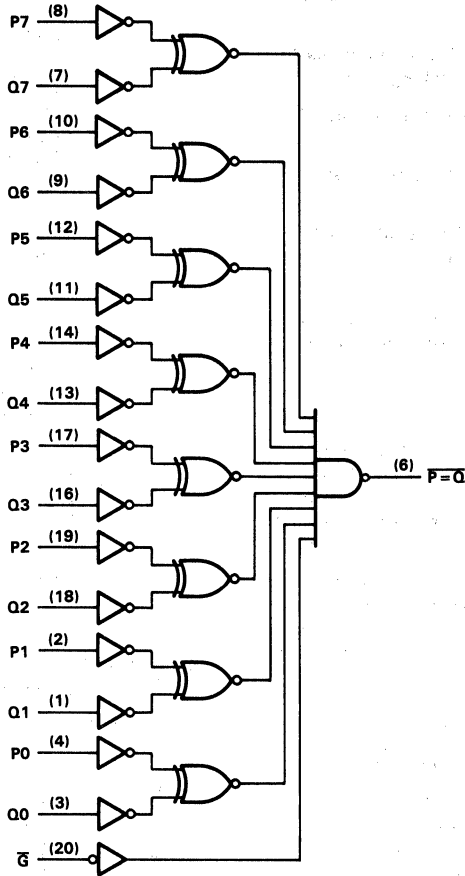 P7 (8)
Q7 (7)
P6 (10)
Q6 (9)
P5 (12)
Q5 (11)
P4 (14)
Q4 (13)
P3 (17)
Q3 (16)
P2 (19)
Q2 (18)
P1 (2)
Q1 (1)
P0 (4)
Q0 (3)
G̅ (20)
(6) P̅=̅Q̅